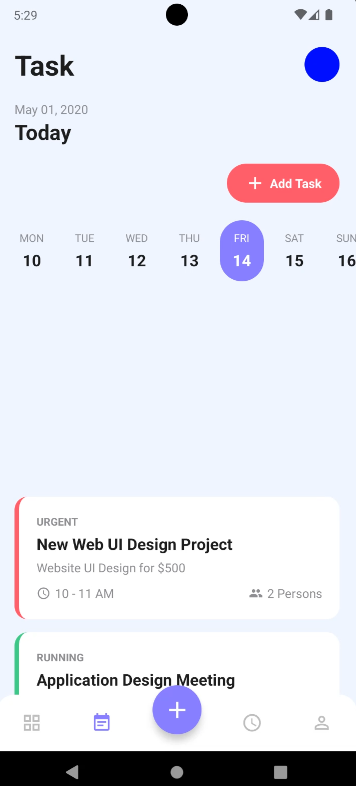 5:29
Task
May 01, 2020
Today
Add Task
MON TUE WED THU FRI SAT SUN
10 11 12 13 14 15 16
URGENT
New Web UI Design Project
Website UI Design for $500
10 - 11 AM 2 Persons
RUNNING
Application Design Meeting